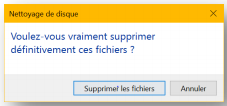 Nettoyage de disque
Voulez-vous vraiment supprimer
définitivement ces fichiers ?
Supprimer les fichiers
Annuler